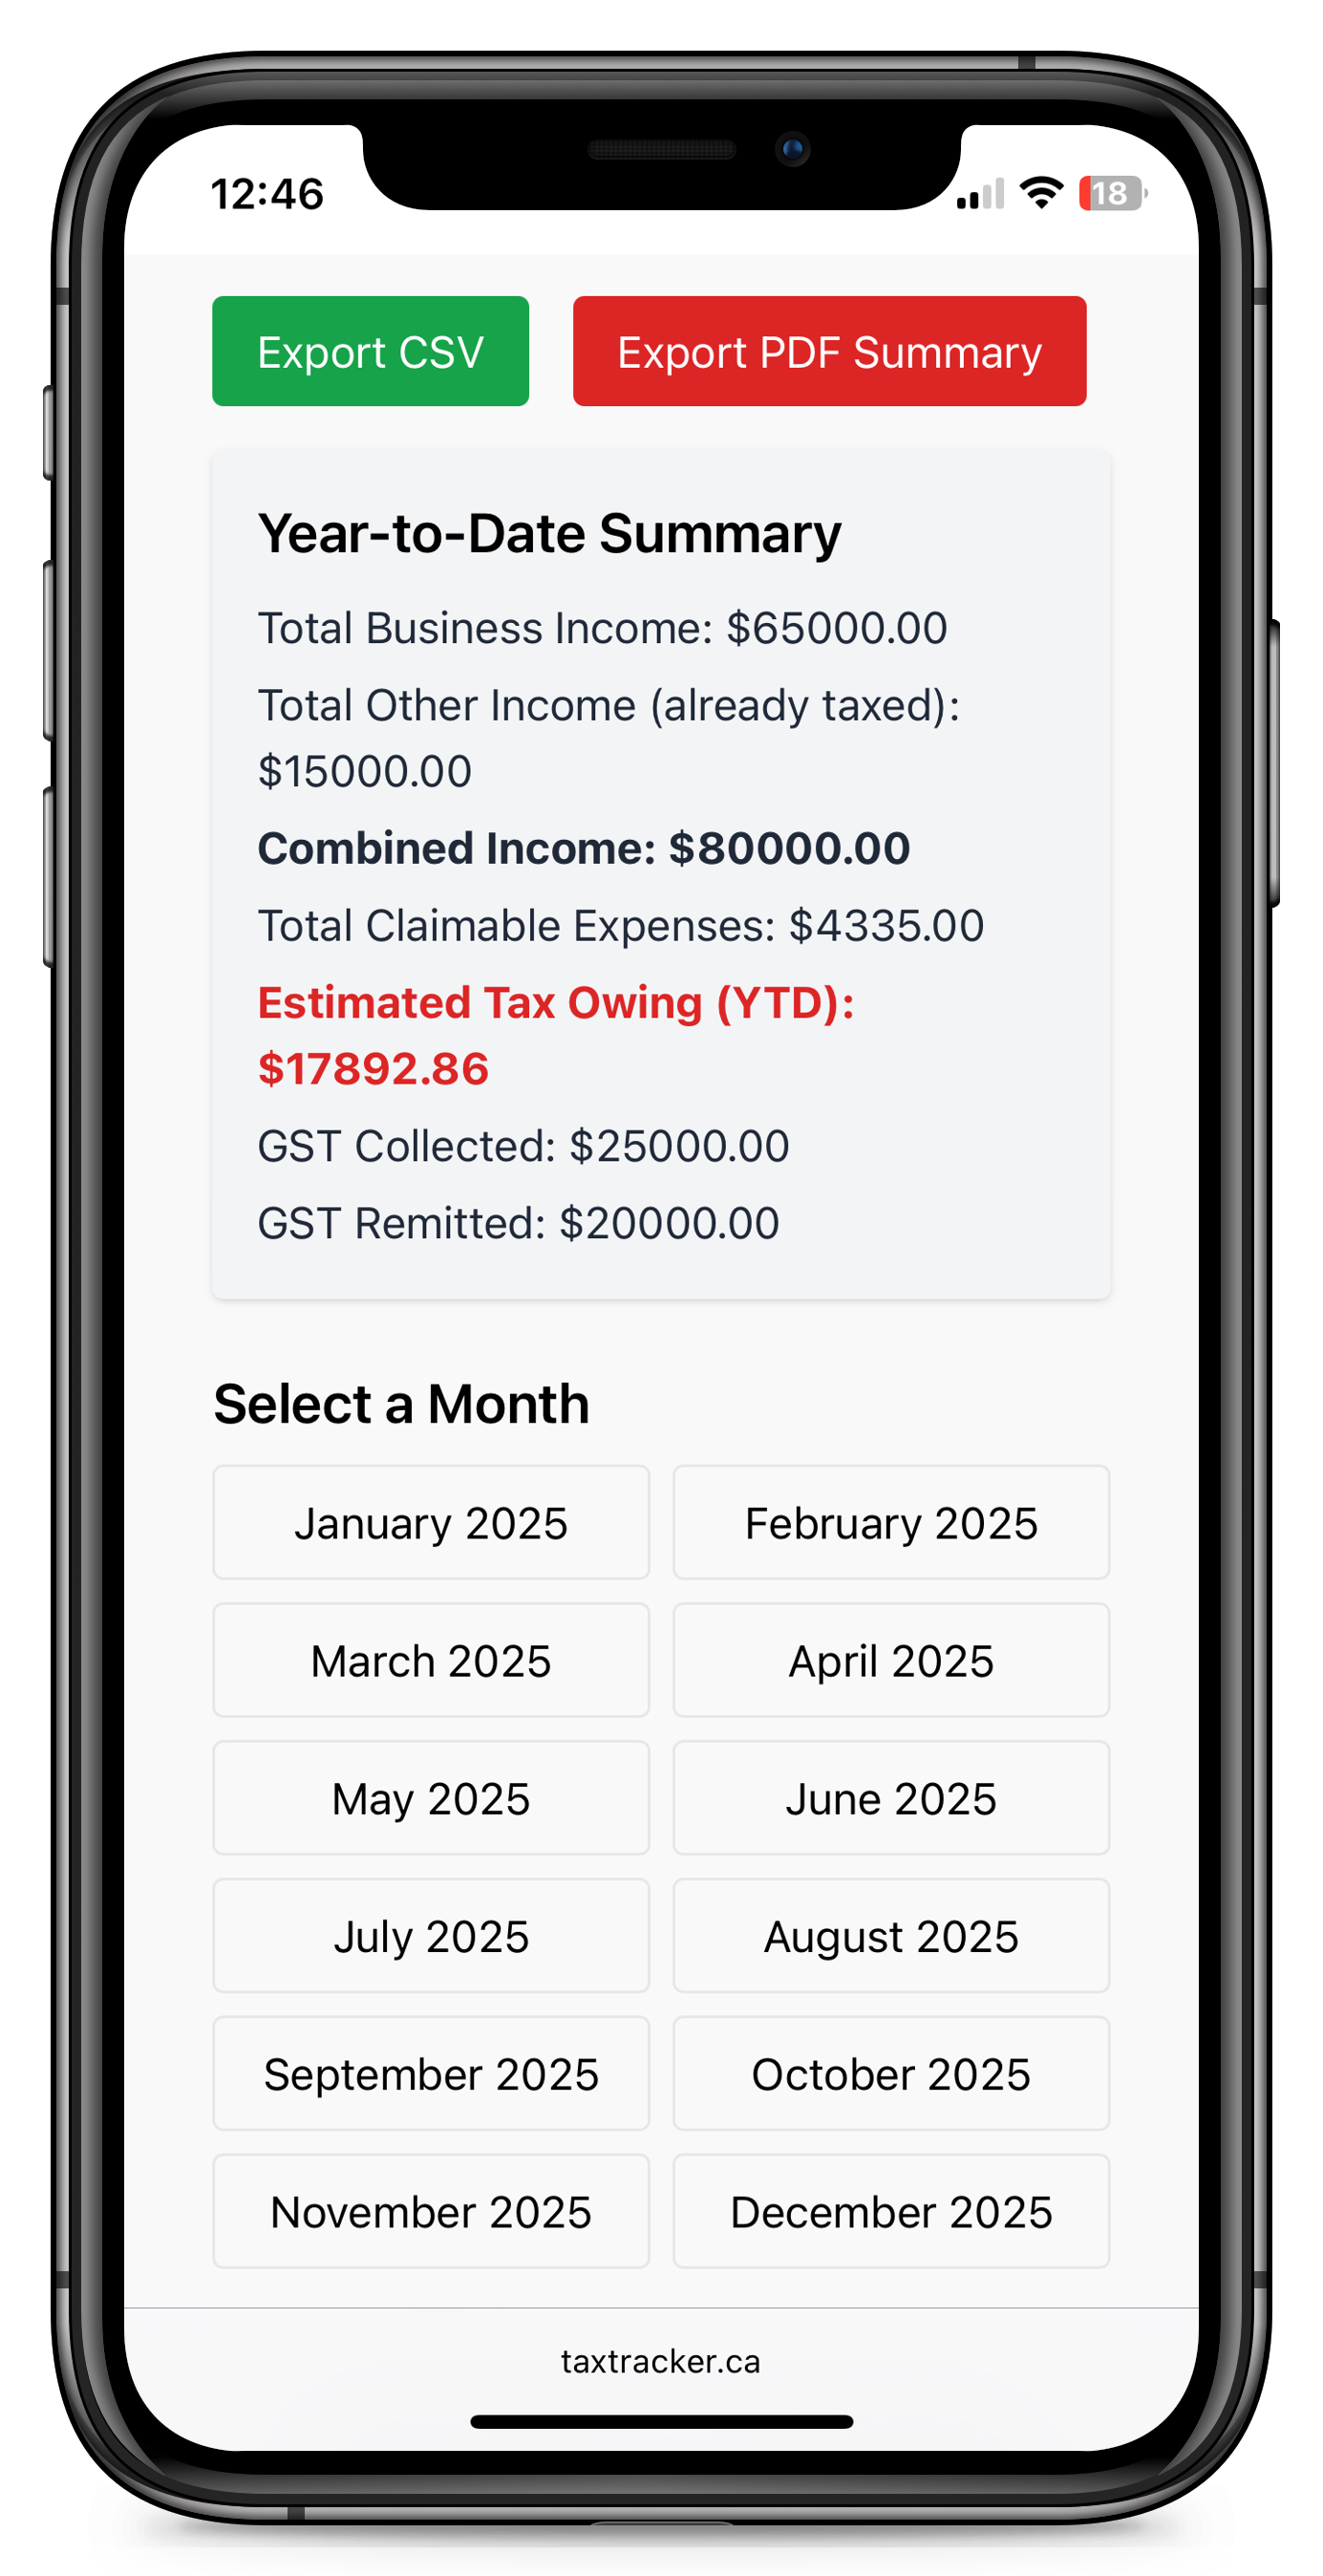 12:46
18
Export CSV
Export PDF Summary
Year-to-Date Summary
Total Business Income: $65000.00
Total Other Income (already taxed):
$15000.00
Combined Income: $80000.00
Total Claimable Expenses: $4335.00
Estimated Tax Owing (YTD):
$17892.86
GST Collected: $25000.00
GST Remitted: $20000.00
Select a Month
January 2025
February 2025
March 2025
April 2025
May 2025
June 2025
July 2025
August 2025
September 2025
October 2025
November 2025
December 2025
taxtracker.ca